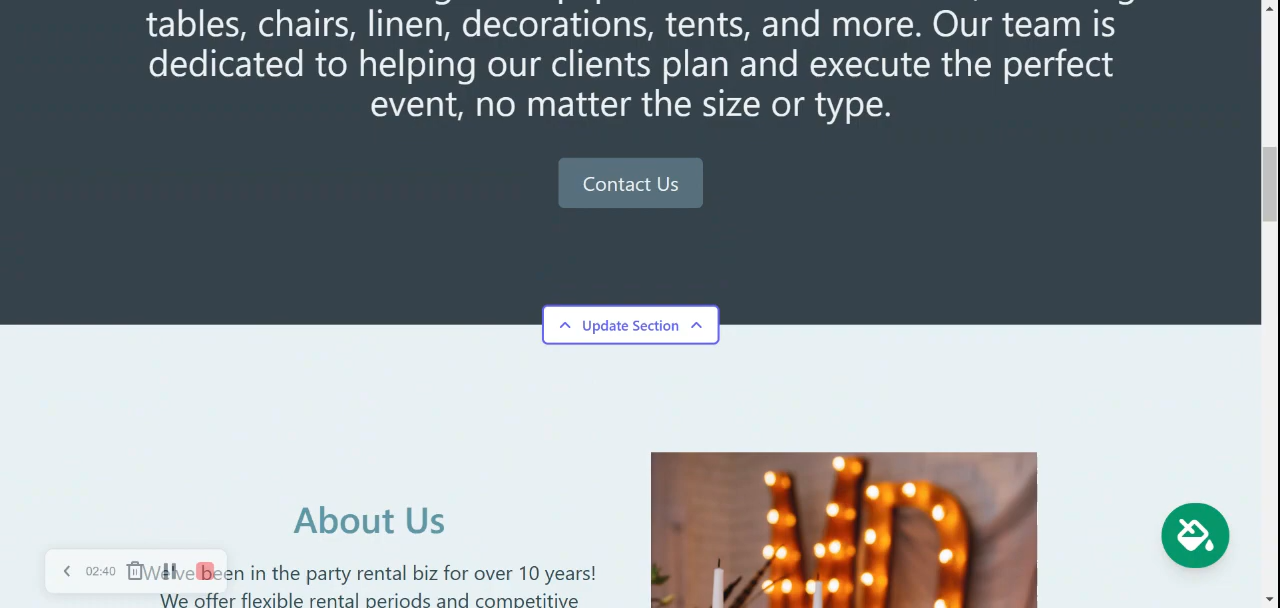 tables, chairs, linen, decorations, tents, and more. Our team is
dedicated to helping our clients plan and execute the perfect
event, no matter the size or type.
Contact Us
Update Section
About Us
We've been in the party rental biz for over 10 years!
We offer flexible rental periods and competitive
02:40